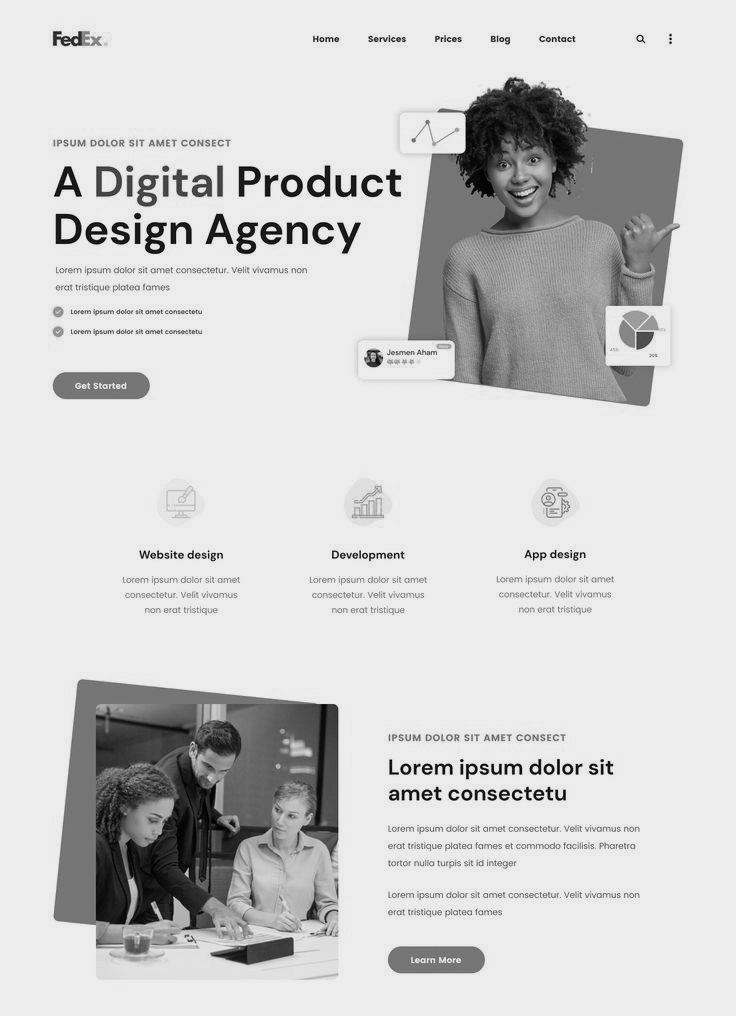 FedEx.
Home Services Prices Blog Contact
IPSUM DOLOR SIT AMET CONSECT
A Digital Product
Design Agency
Lorem ipsum dolor sit amet consectetur. Velit vivamus non
erat tristique platea fames
Lorem ipsum dolor sit amet consectetu
Lorem ipsum dolor sit amet consectetu
Get Started
Jesmen Aham
20%
Website design
Lorem ipsum dolor sit amet
consectetur. Velit vivamus
non erat tristique
Development
Lorem ipsum dolor sit amet
consectetur. Velit vivamus
non erat tristique
App design
Lorem ipsum dolor sit amet
consectetur. Velit vivamus
non erat tristique
IPSUM DOLOR SIT AMET CONSECT
Lorem ipsum dolor sit
amet consectetu
Lorem ipsum dolor sit amet consectetur. Velit vivamus non
erat tristique platea fames et commodo facilisis. Pharetra
tortor nulla turpis sit id integer
Lorem ipsum dolor sit amet consectetur. Velit vivamus non
erat tristique platea fames
Learn More